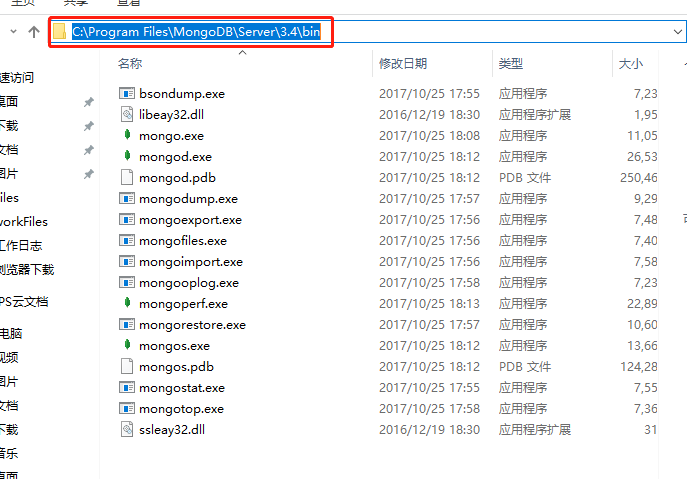 主页 共享 查看
C:\Program Files\MongoDB\Server\3.4\bin
名称 修改日期 类型 大小
速访问
桌面
下载
文档
图片
iles
workFiles
工作日志
浏览器下载
PS云文档
电脑
视频
图片
文档
下载
音乐
桌面
bsondump.exe 2017/10/25 17:55 应用程序 7,23
libeay32.dll 2016/12/19 18:30 应用程序扩展 1,95
mongo.exe 2017/10/25 18:08 应用程序 11,05
mongod.exe 2017/10/25 18:12 应用程序 26,53
mongod.pdb 2017/10/25 18:12 PDB 文件 250,46
mongodump.exe 2017/10/25 17:57 应用程序 9,29
mongoexport.exe 2017/10/25 17:56 应用程序 7,48
mongofiles.exe 2017/10/25 17:56 应用程序 7,40
mongoimport.exe 2017/10/25 17:56 应用程序 7,58
mongooplog.exe 2017/10/25 17:58 应用程序 7,23
mongoperf.exe 2017/10/25 18:13 应用程序 22,89
mongorestore.exe 2017/10/25 17:57 应用程序 10,60
mongos.exe 2017/10/25 18:12 应用程序 13,66
mongos.pdb 2017/10/25 18:12 PDB 文件 124,28
mongostat.exe 2017/10/25 17:55 应用程序 7,55
mongotop.exe 2017/10/25 17:58 应用程序 7,36
ssleay32.dll 2016/12/19 18:30 应用程序扩展 31